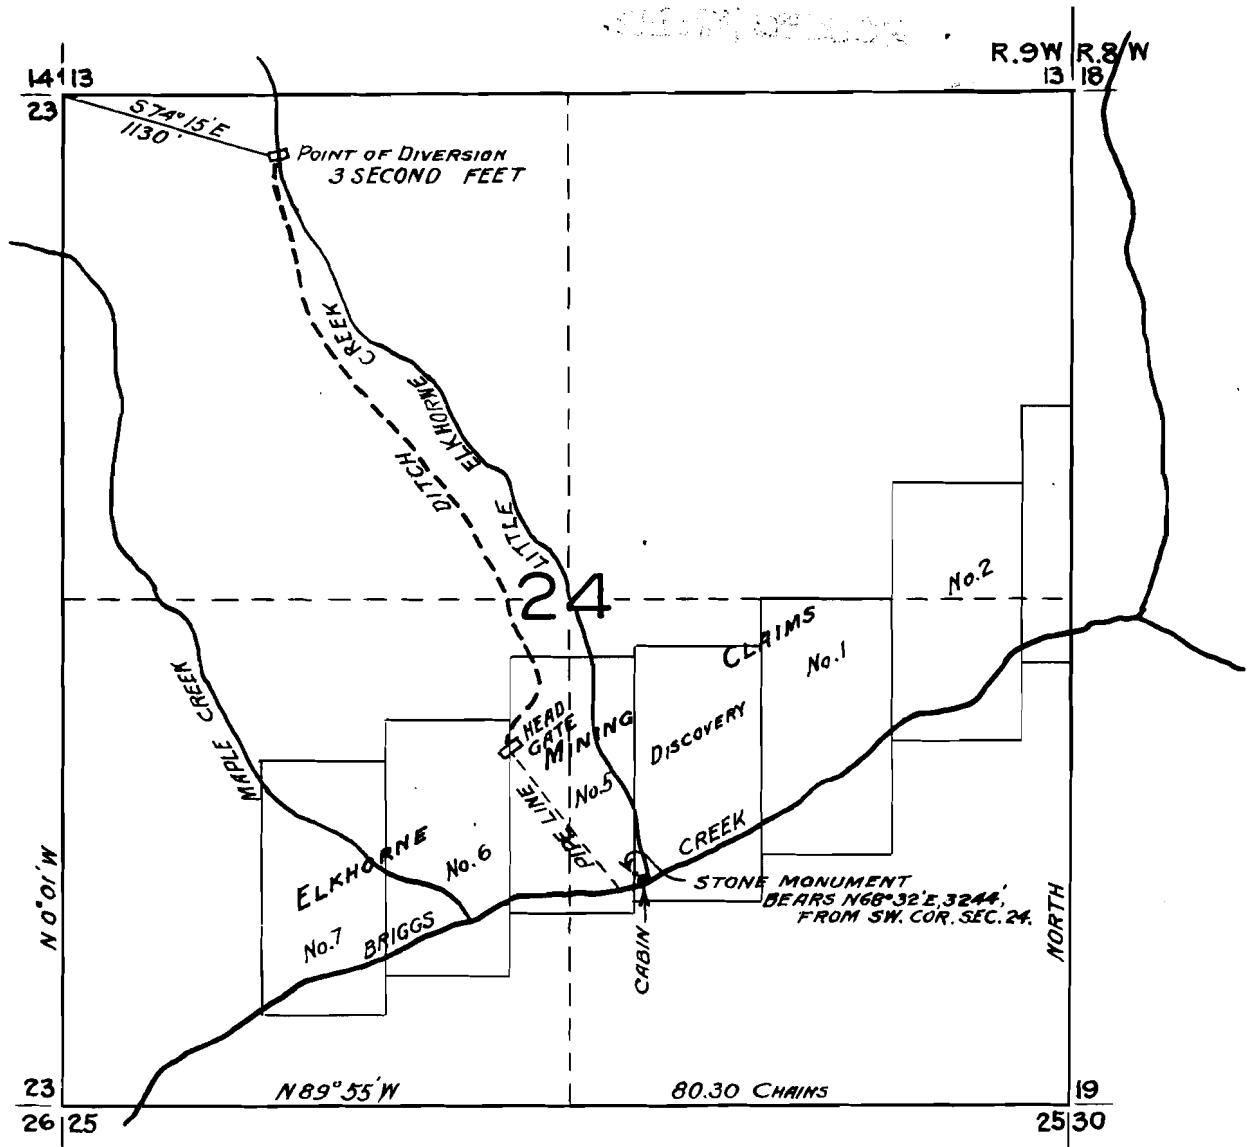 R.9W R.8W
14 13
13 18
23
S74°15'E
1130'
POINT OF DIVERSION
3 SECOND FEET
CREEK
ELKHORNE
LITTLE
DITCH
24
No.2
CLAIMS
No.1
MAPLE CREEK
HEAD
GATE
MINING
DISCOVERY
No.5
PIPE LINE
CREEK
ELKHORNE
No.6
STONE MONUMENT
BEARS N68°32'E, 3244',
FROM SW. COR. SEC. 24.
No.7
BRIGGS
CABIN
N0°01'W
NORTH
23
N89°55'W
80.30 CHAINS
19
26 25
25 30